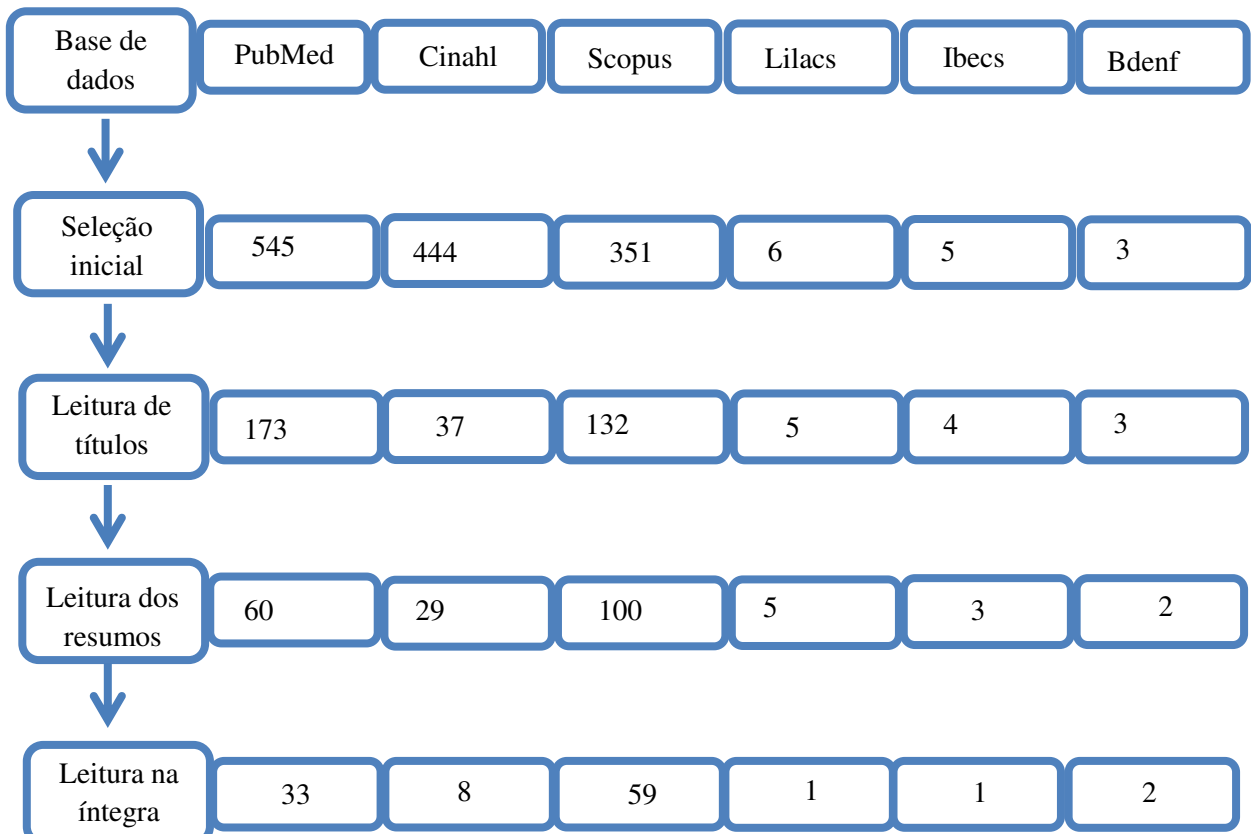 Base de
dados
PubMed
Cinahl
Scopus
Lilacs
Ibecs
Bdenf
Seleção
inicial
545
444
351
6
5
3
Leitura de
títulos
173
37
132
5
4
3
Leitura dos
resumos
60
29
100
5
3
2
Leitura na
íntegra
33
8
59
1
1
2